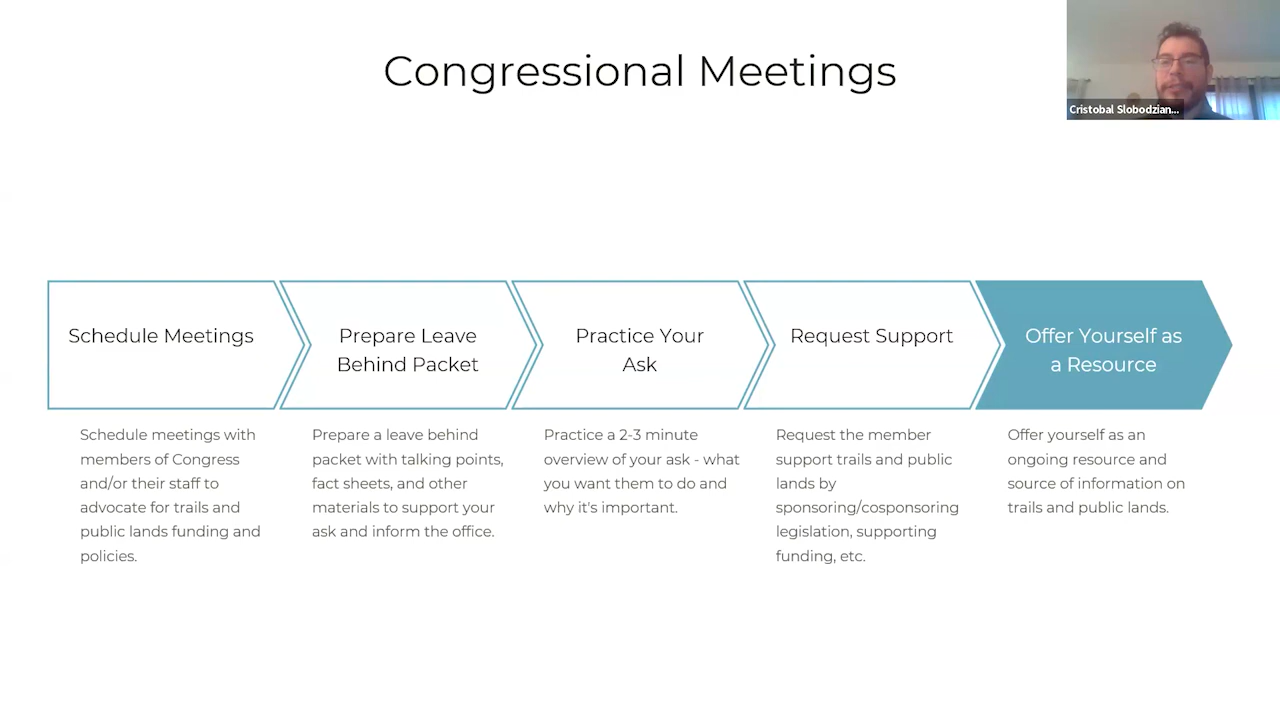 Congressional Meetings
Cristobal Slobodzian...
Schedule Meetings
Prepare Leave
Behind Packet
Practice Your
Ask
Request Support
Offer Yourself as
a Resource
Schedule meetings with
members of Congress
and/or their staff to
advocate for trails and
public lands funding and
policies.
Prepare a leave behind
packet with talking points,
fact sheets, and other
materials to support your
ask and inform the office.
Practice a 2-3 minute
overview of your ask - what
you want them to do and
why it's important.
Request the member
support trails and public
lands by
sponsoring/cosponsoring
legislation, supporting
funding, etc.
Offer yourself as an
ongoing resource and
source of information on
trails and public lands.